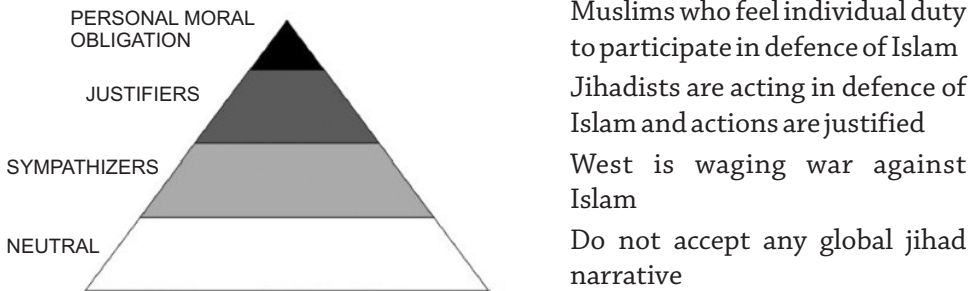 PERSONAL MORAL
OBLIGATION
Muslims who feel individual duty
to participate in defence of Islam
JUSTIFIERS
Jihadists are acting in defence of
Islam and actions are justified
SYMPATHIZERS
West is waging war against
Islam
NEUTRAL
Do not accept any global jihad
narrative